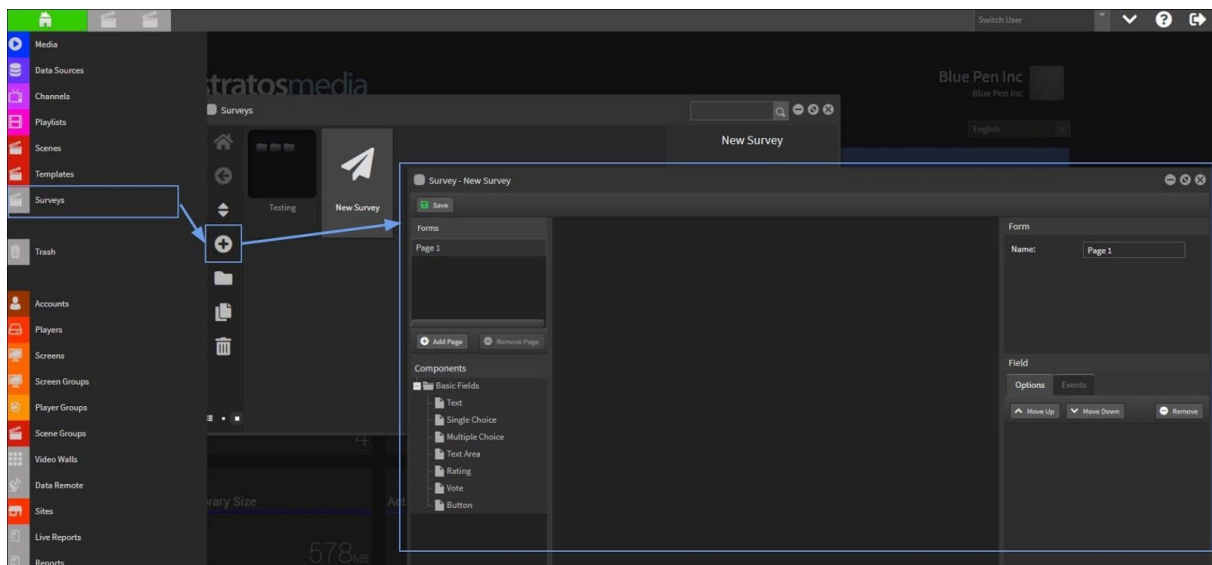 Switch User
Media
Data Sources
Channels
Playlists
Scenes
Templates
Surveys
Trash
Accounts
Players
Screens
Screen Groups
Player Groups
Scene Groups
Video Walls
Data Remote
Sites
Live Reports
Reports
stratosmedia
Blue Pen Inc
Blue Pen Inc
English
Surveys
New Survey
Testing
New Survey
Survey - New Survey
Save
Forms
Page 1
Add Page
Remove Page
Components
Basic Fields
Text
Single Choice
Multiple Choice
Text Area
Rating
Vote
Button
Form
Name:
Page 1
Field
Options
Events
Move Up
Move Down
Remove
4
rary Size
Act
578MB